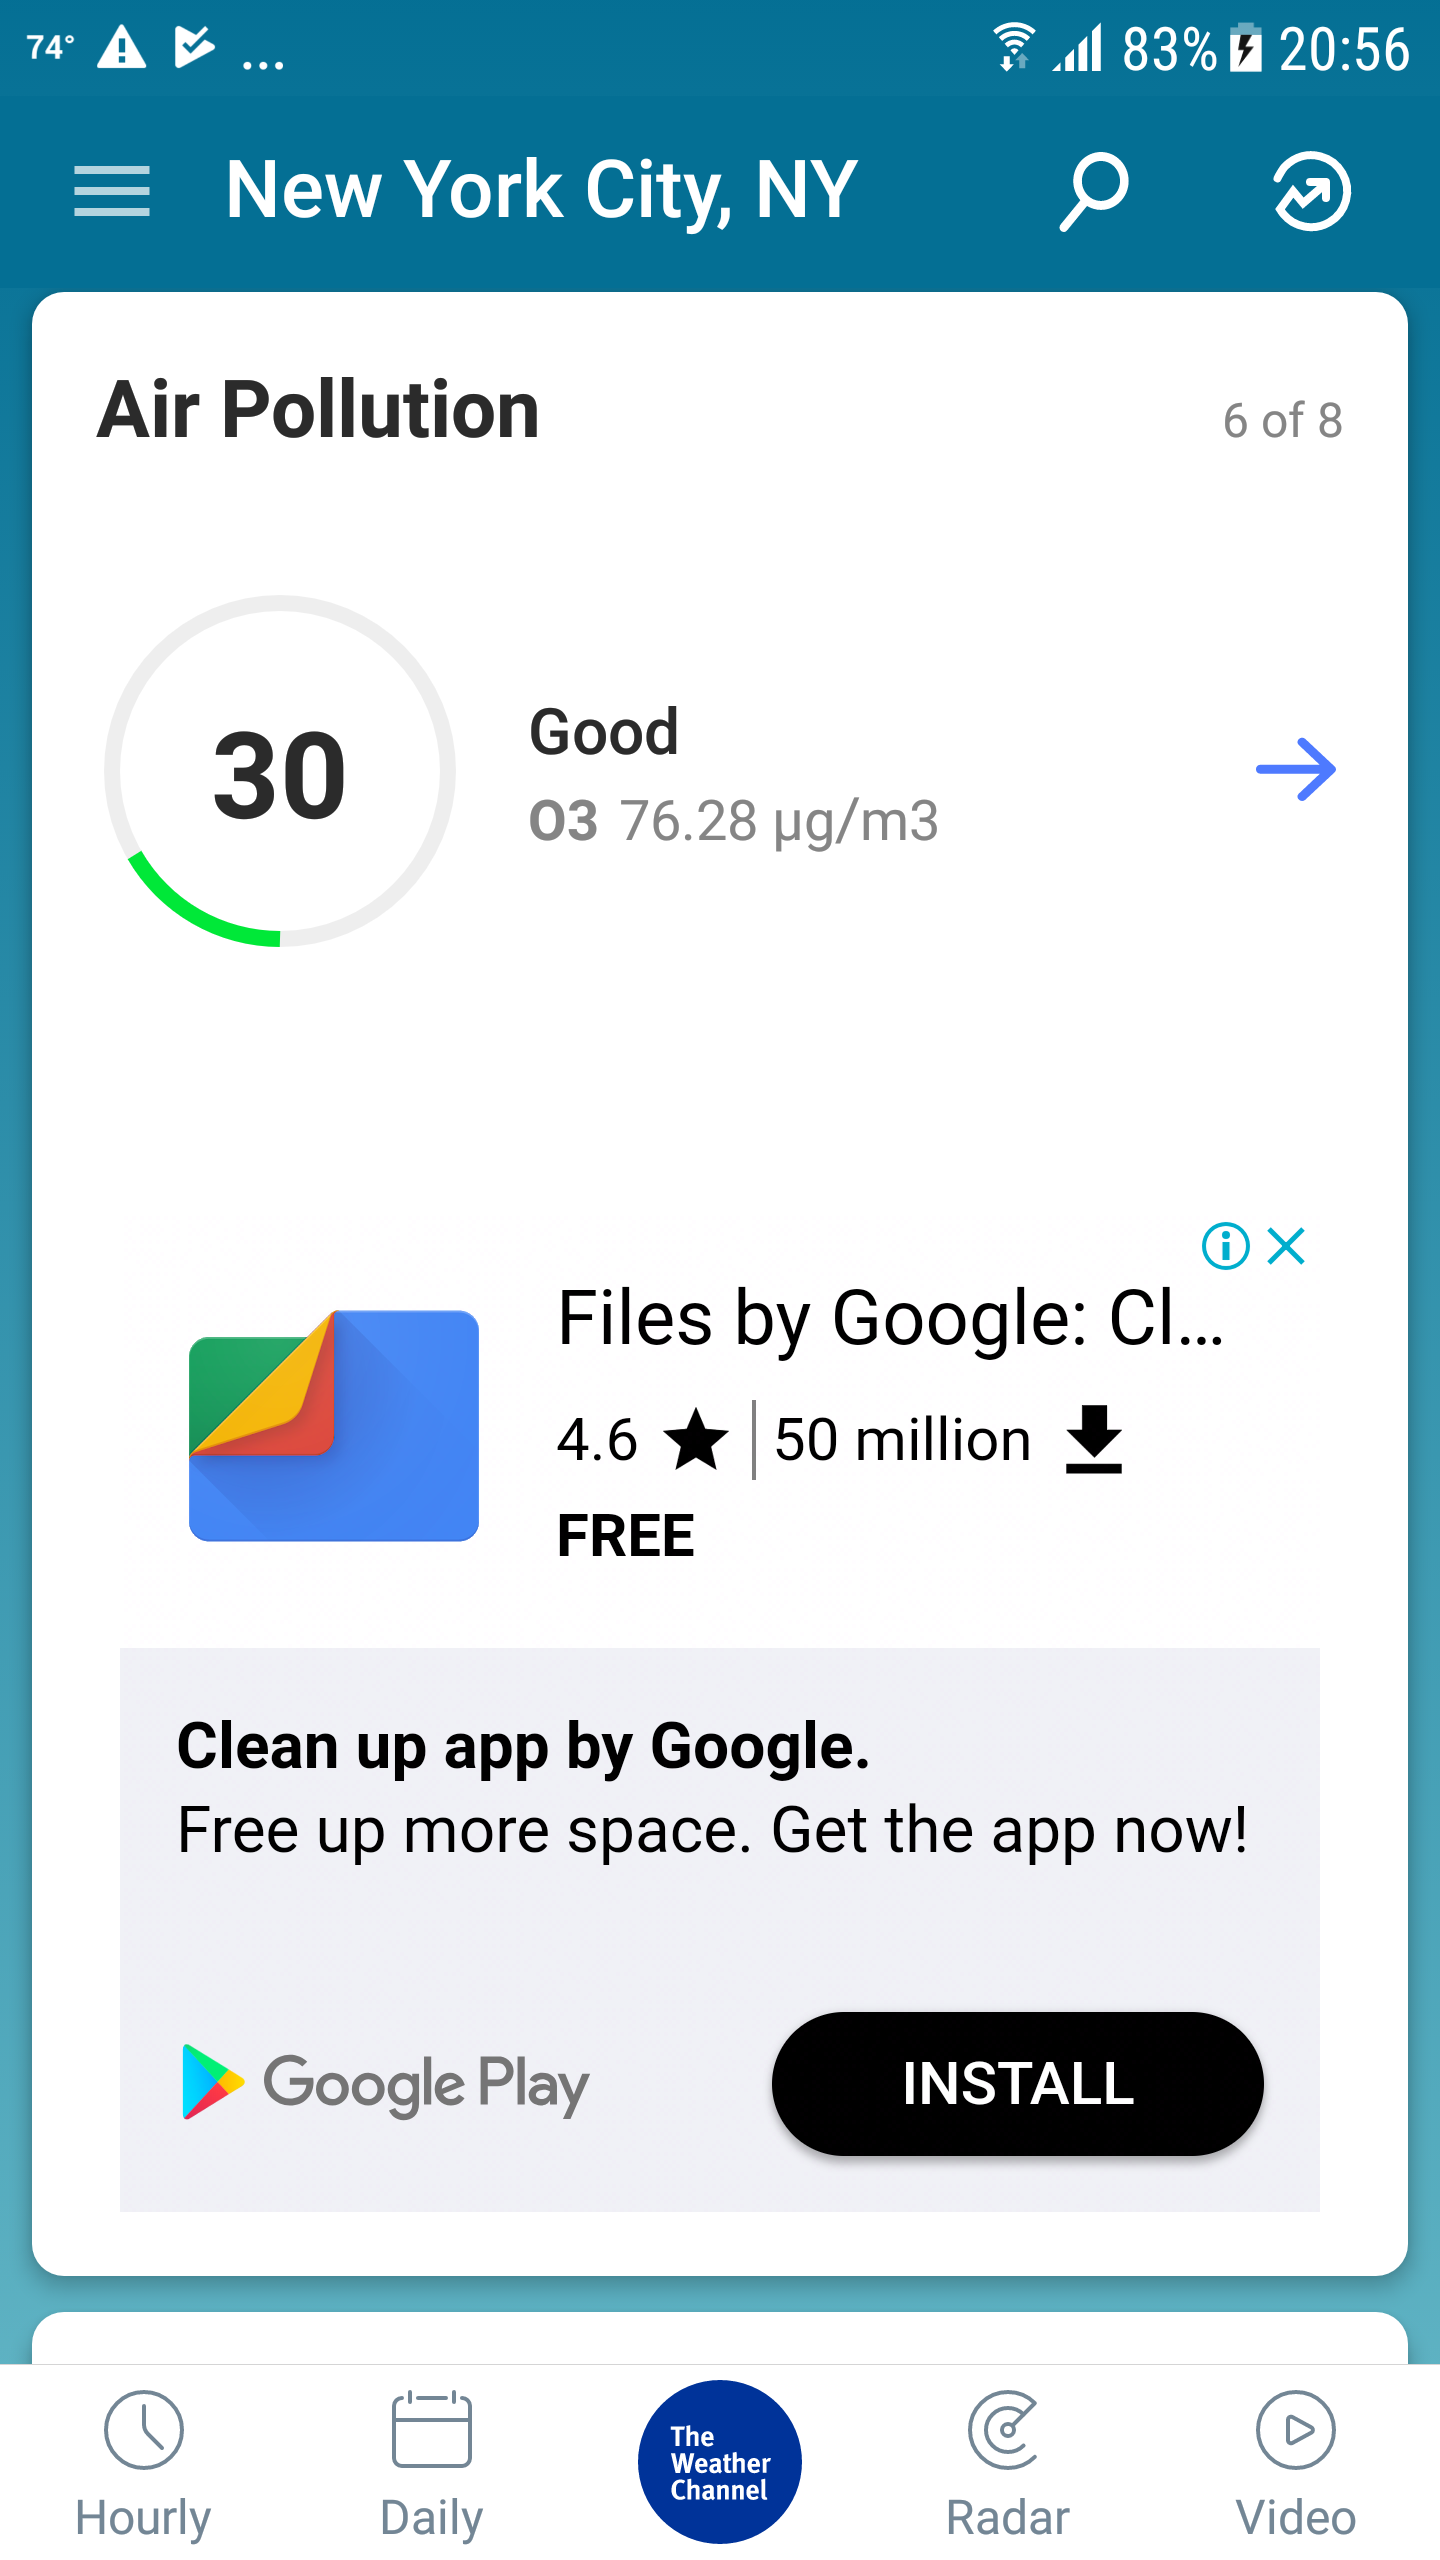 74° ... 83% 20:56
New York City, NY
Air Pollution
6 of 8
30
Good
O3 76.28 µg/m3
Files by Google: Cl...
4.6 50 million
FREE
Clean up app by Google.
Free up more space. Get the app now!
Google Play
INSTALL
The
Weather
Channel
Hourly Daily Radar Video